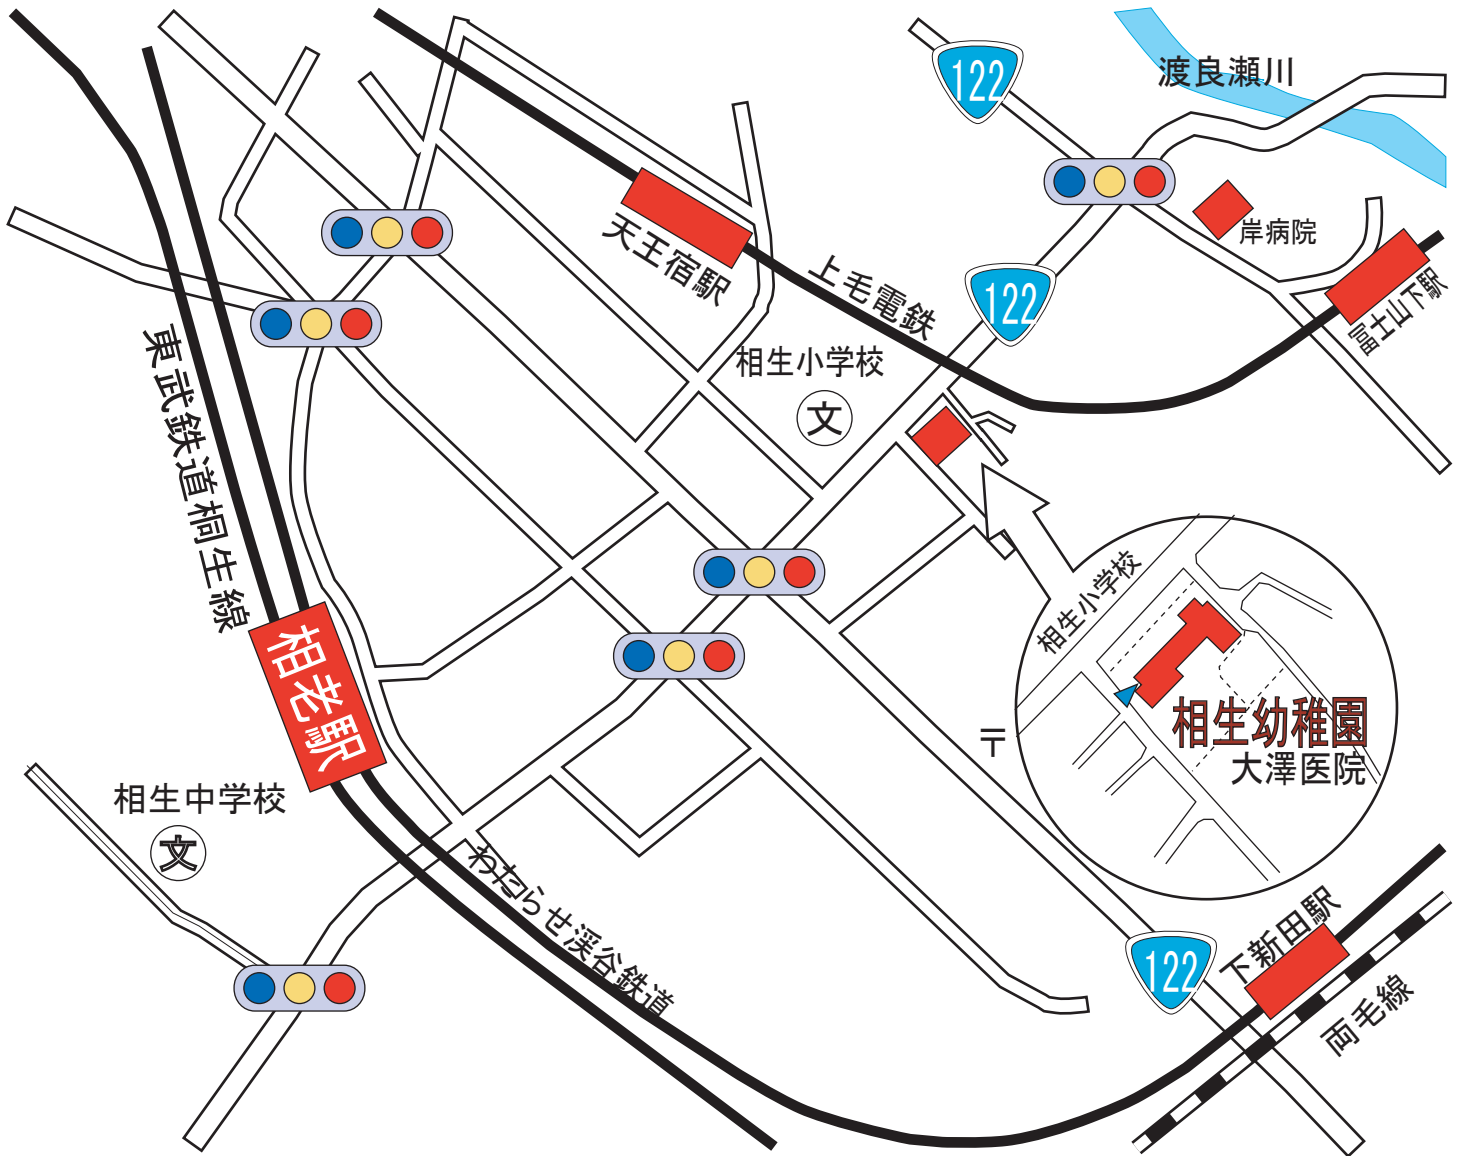 122
渡良瀬川
岸病院
天王宿駅
上毛電鉄
122
冨士山下駅
東武鉄道桐生線
相生小学校
文
相生小学校
相老駅
相生幼稚園
大澤医院
〒
相生中学校
文
わたらせ渓谷鉄道
下新田駅
122
両毛線